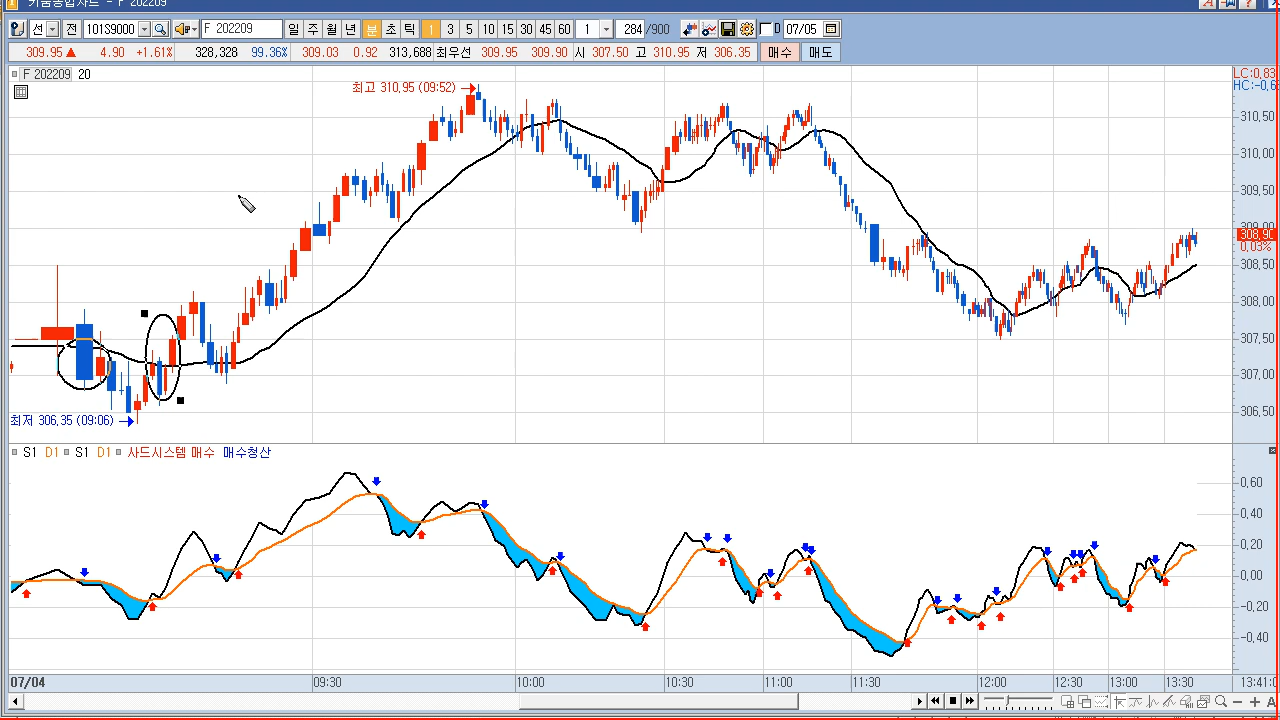 키움종합차트 - F 202209
선 전 101S9000 F 202209 일 주 월 년 분 초 틱 1 3 5 10 15 30 45 60 1 284 /900 D 07/05
309.95▲ 4.90 +1.61% 328,328 99.36% 309.03 0.92 313,688 최우선 309.95 309.90 시 307.50 고 310.95 저 306.35 매수 매도
F 202209 20
LC:0,83
HC:-0,6
최고 310,95 (09:52)
310,50
310,00
309,50
309,00
308,90
0,03%
308,50
308,00
307,50
307,00
306,50
최저 306,35 (09:06)
S1 D1 S1 D1 사드시스템 매수 매수청산
0,60
0,40
0,20
0,00
-0,20
-0,40
07/04 09:30 10:00 10:30 11:00 11:30 12:00 12:30 13:00 13:30 13:41:0
A